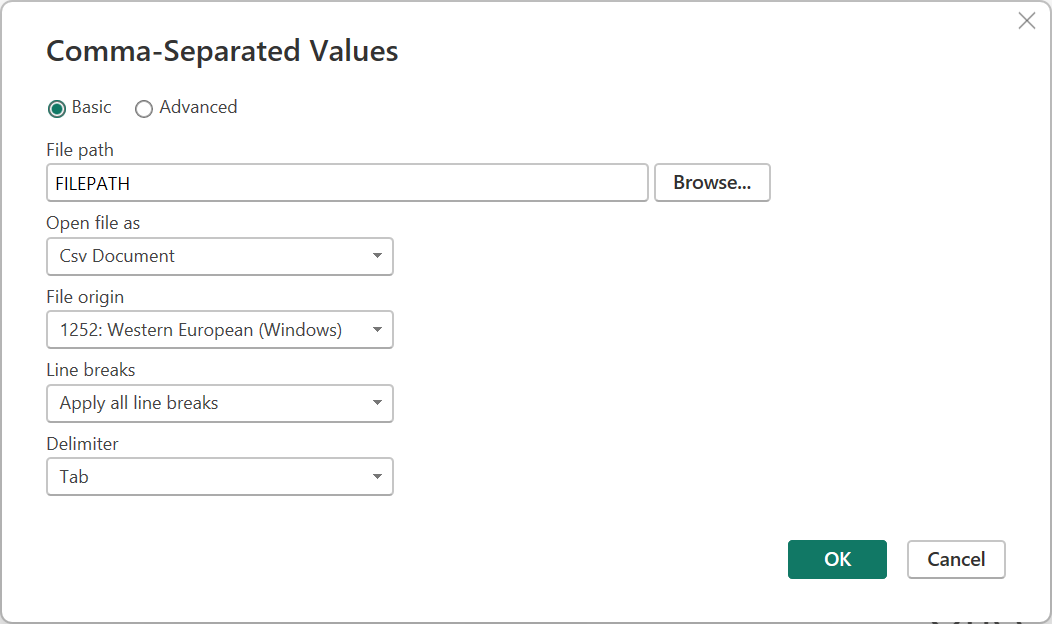 Comma-Separated Values
Basic Advanced
File path
FILEPATH Browse...
Open file as
Csv Document
File origin
1252: Western European (Windows)
Line breaks
Apply all line breaks
Delimiter
Tab
OK Cancel